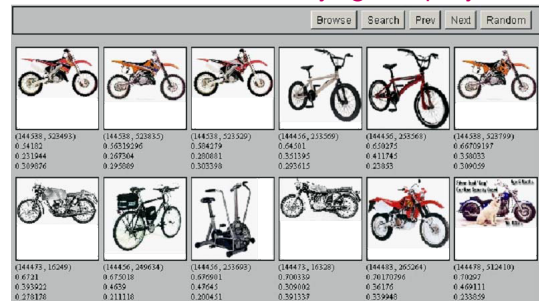 Browse Search Prev Next Random
(144538, 523493) (144538, 523835) (144538, 523529) (144456, 253569) (144456, 253568) (144538, 523799)
0.54182 0.56319296 0.584279 0.64501 0.650275 0.66709197
0.231944 0.267304 0.280881 0.351395 0.411745 0.358033
0.309876 0.295889 0.303398 0.293615 0.23853 0.309059
(144473, 16249) (144456, 249634) (144456, 253693) (144473, 16328) (144483, 265264) (144478, 512410)
0.6721 0.675018 0.676901 0.700339 0.70170796 0.70297
0.393922 0.4639 0.47645 0.309002 0.36176 0.469111
0.278178 0.211118 0.200451 0.391337 0.339948 0.233859